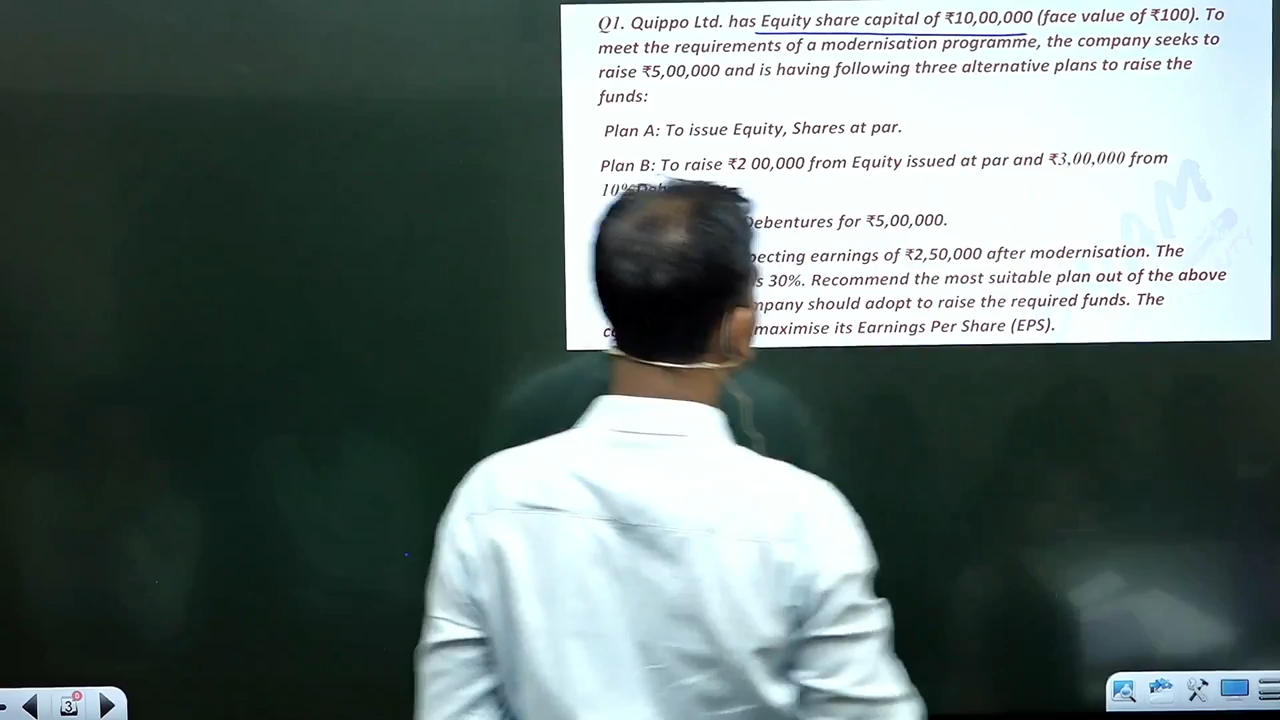 Q1. Quippo Ltd. has Equity share capital of ₹10,00,000 (face value of ₹100). To
meet the requirements of a modernisation programme, the company seeks to
raise ₹5,00,000 and is having following three alternative plans to raise the
funds:
Plan A: To issue Equity, Shares at par.
Plan B: To raise ₹2 00,000 from Equity issued at par and ₹3,00,000 from
10%
Debentures for ₹5,00,000.
earnings of ₹2,50,000 after modernisation. The
30%. Recommend the most suitable plan out of the above
should adopt to raise the required funds. The
maximise its Earnings Per Share (EPS).
3
0